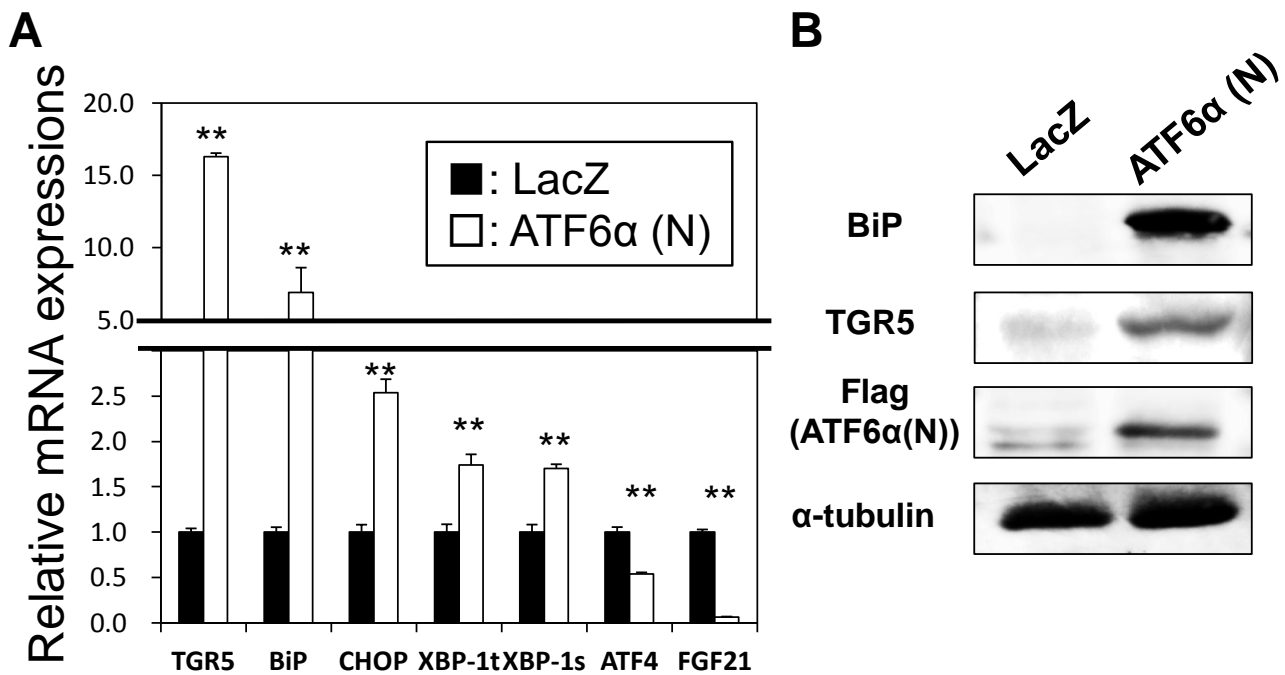 A
Relative mRNA expressions
20.0
15.0
10.0
5.0
2.5
2.0
1.5
1.0
0.5
0.0
** ** ** ** ** ** **
: LacZ
: ATF6α (N)
TGR5 BiP CHOP XBP-1t XBP-1s ATF4 FGF21
B
LacZ ATF6α (N)
BiP
TGR5
Flag
(ATF6α(N))
α-tubulin